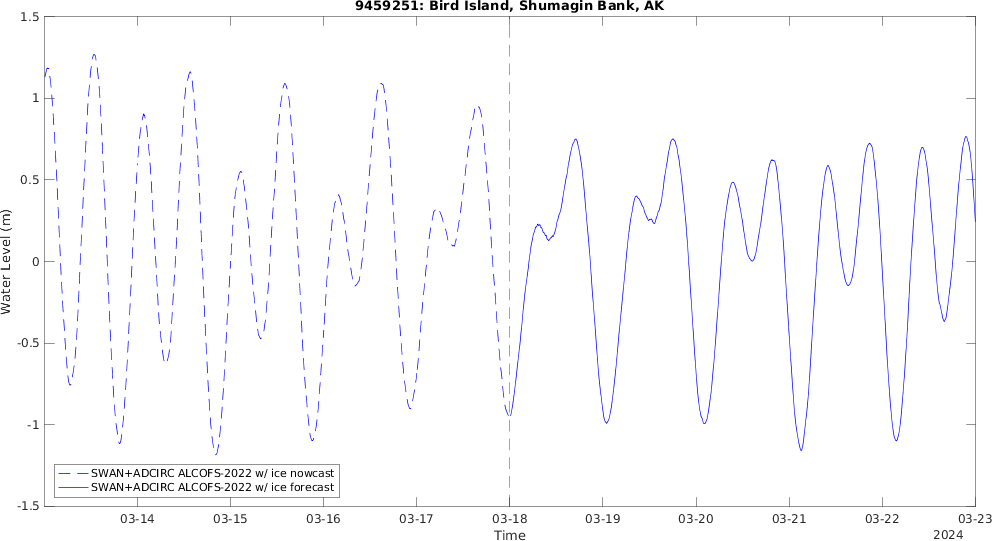 9459251: Bird Island, Shumagin Bank, AK
1.5
1
0.5
0
-0.5
-1
-1.5
Water Level (m)
SWAN+ADCIRC ALCOFS-2022 w/ ice nowcast
SWAN+ADCIRC ALCOFS-2022 w/ ice forecast
03-14 03-15 03-16 03-17 03-18 03-19 03-20 03-21 03-22 03-23
Time
2024